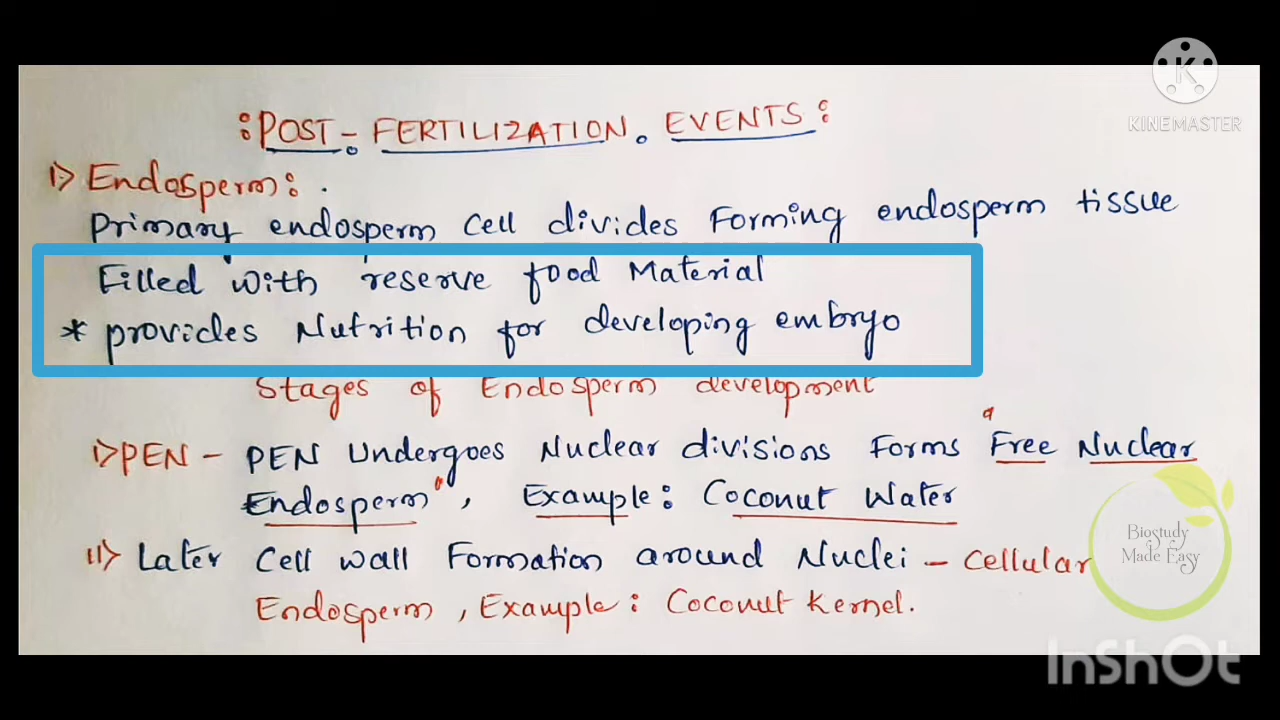 :POST-FERTILIZATION. EVENTS:
1> Endosperm:
Primary endosperm cell divides Forming endosperm tissue
Filled with reserve food Material
* provides Nutrition for developing embryo
Stages of Endosperm development
i> PEN - PEN Undergoes Nuclear divisions Forms "Free Nuclear
Endosperm", Example: Coconut Water
ii> Later Cell wall Formation around Nuclei - Cellular
Endosperm, Example: Coconut Kernel.
K
KINEMASTER
Biostudy
Made Easy
InShOt